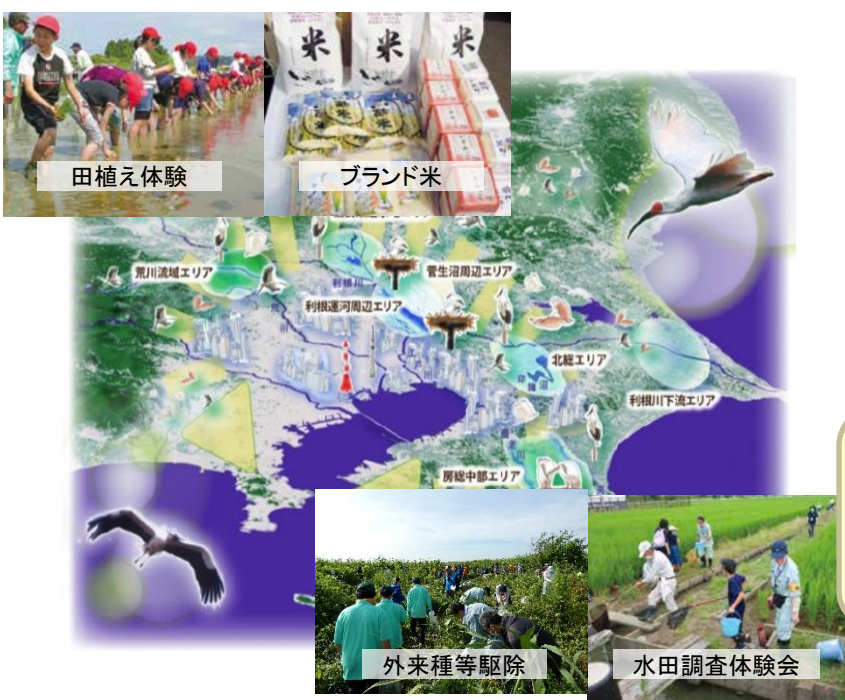 田植え体験
ブランド米
米
米
米
荒川流域エリア
菅生沼周辺エリア
利根川
利根運河周辺エリア
江戸川
北総エリア
利根川下流エリア
房総中部エリア
外来種等駆除
水田調査体験会